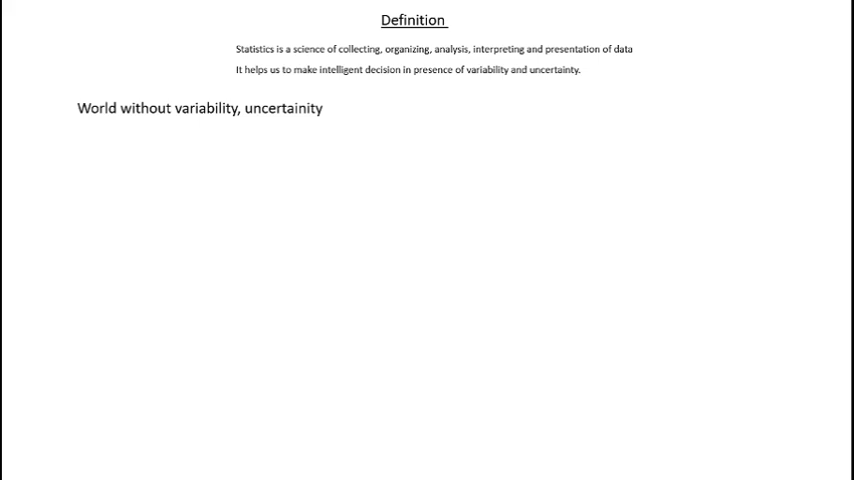 Definition
Statistics is a science of collecting, organizing, analysis, interpreting and presentation of data
It helps us to make intelligent decision in presence of variability and uncertainty.
World without variability, uncertainity